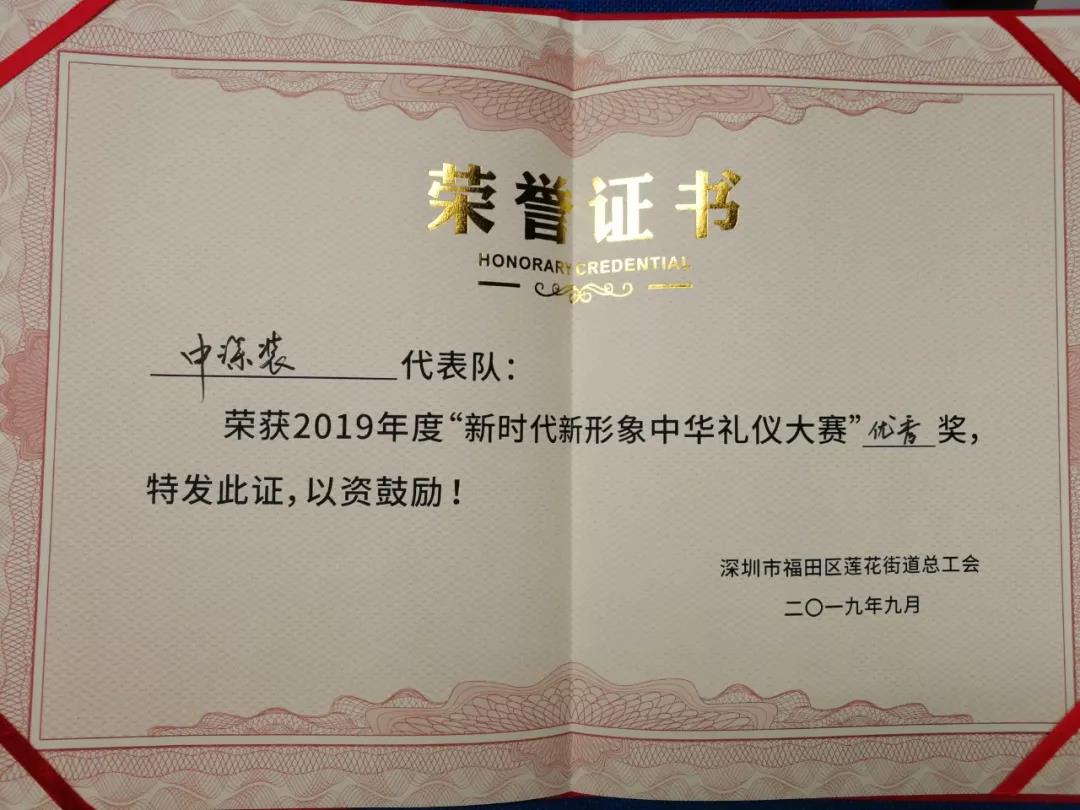 荣誉证书
HONORARY CREDENTIAL
中深装代表队：
荣获2019年度“新时代新形象中华礼仪大赛”优秀奖，
特发此证，以资鼓励！
深圳市福田区莲花街道总工会
二〇一九年九月